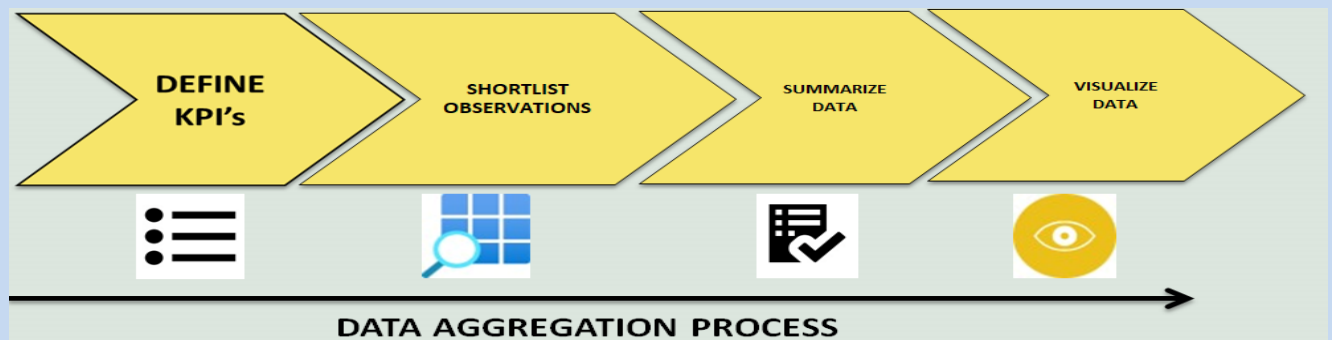 DEFINE
KPI's
SHORTLIST
OBSERVATIONS
SUMMARIZE
DATA
VISUALIZE
DATA
DATA AGGREGATION PROCESS